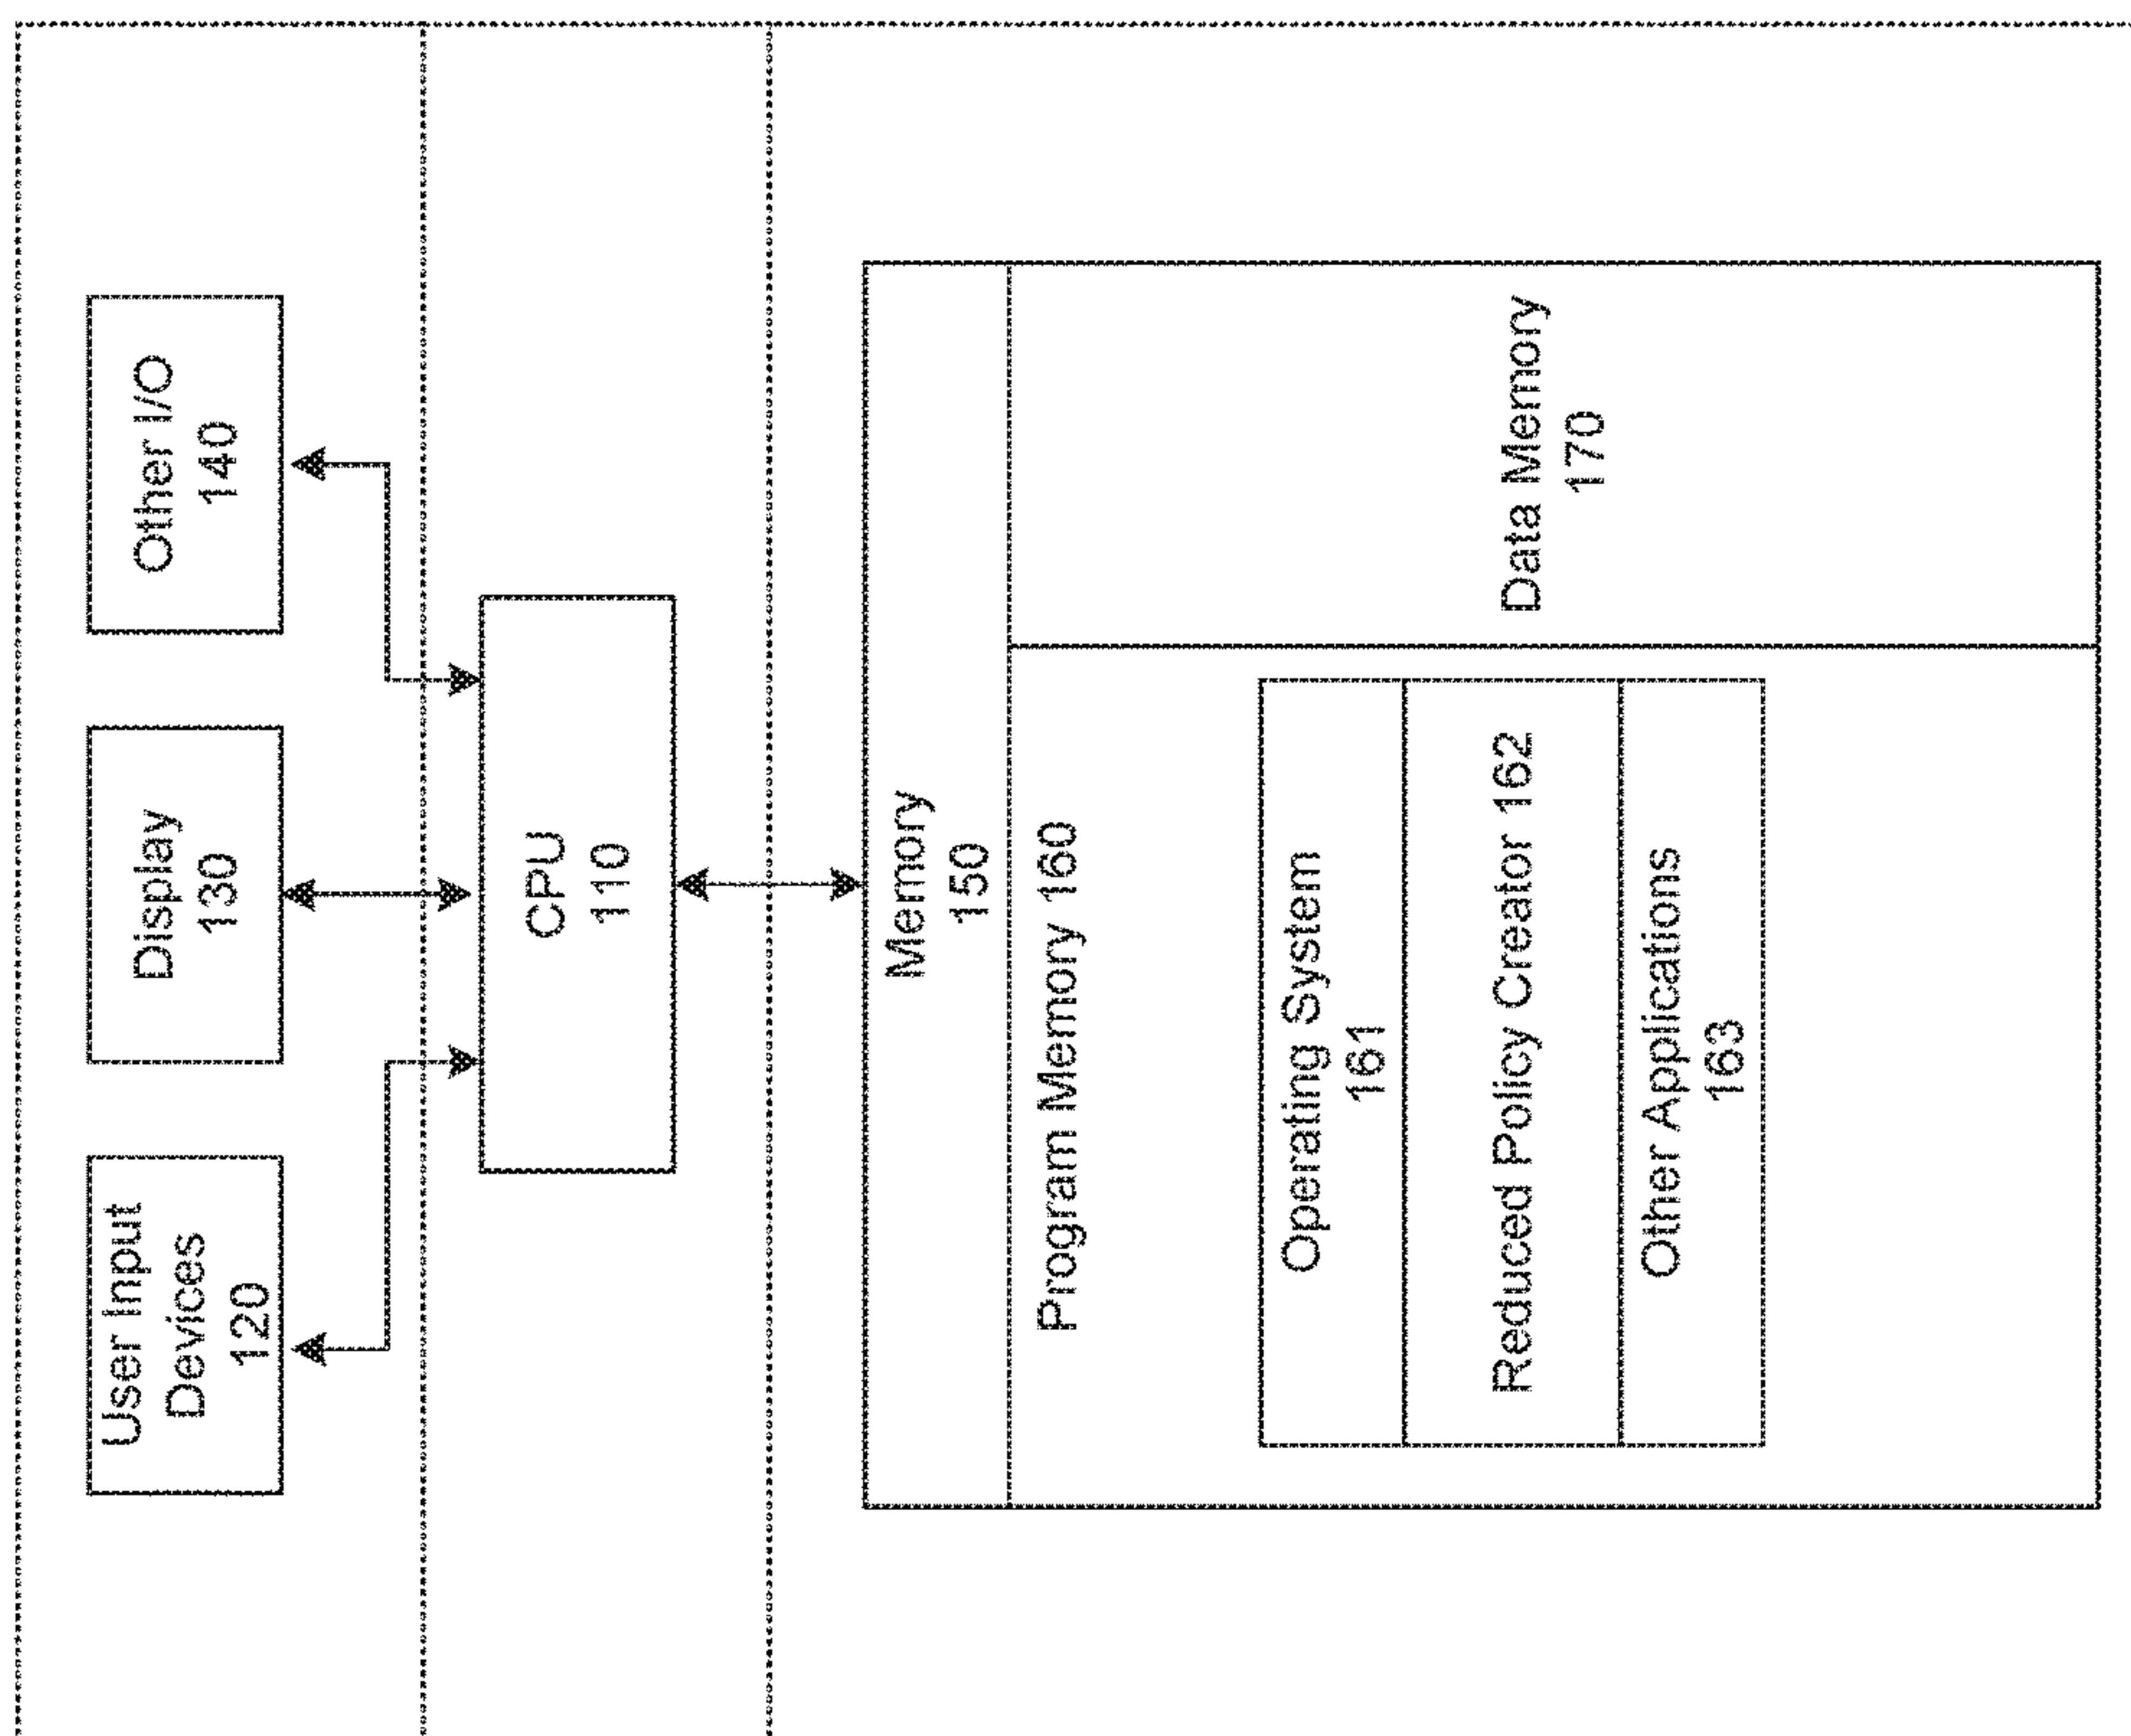 User Input
Devices
120
Display
130
Other I/O
140
CPU
110
Memory
150
Program Memory 160
Operating System
161
Reduced Policy Creator 162
Other Applications
163
Data Memory
170